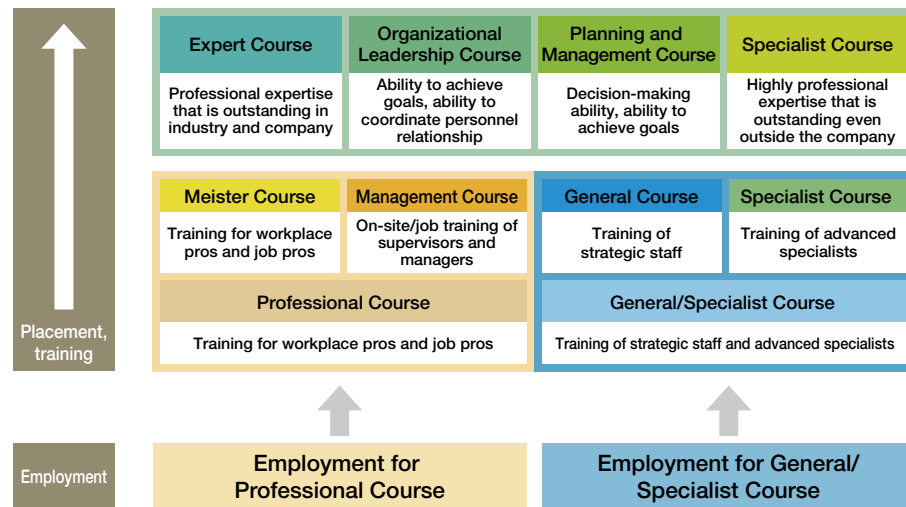 Expert Course
Professional expertise
that is outstanding in
industry and company
Organizational
Leadership Course
Ability to achieve
goals, ability to
coordinate personnel
relationship
Planning and
Management Course
Decision-making
ability, ability to
achieve goals
Specialist Course
Highly professional
expertise that is
outstanding even
outside the company
Meister Course
Training for workplace
pros and job pros
Management Course
On-site/job training of
supervisors and
managers
General Course
Training of
strategic staff
Specialist Course
Training of advanced
specialists
Professional Course
Training for workplace pros and job pros
General/Specialist Course
Training of strategic staff and advanced specialists
Placement,
training
Employment
Employment for
Professional Course
Employment for General/
Specialist Course